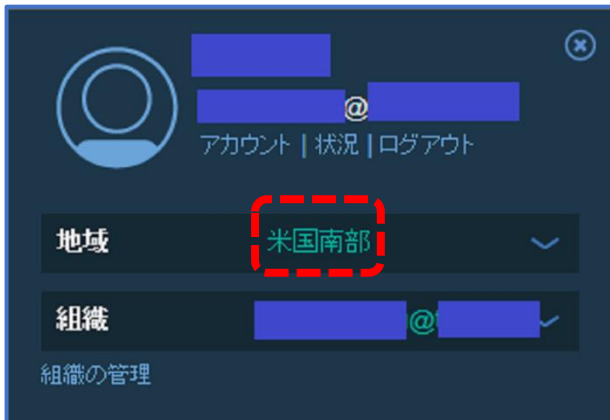 @
アカウント | 状況 | ログアウト
地域 米国南部
組織 @
組織の管理